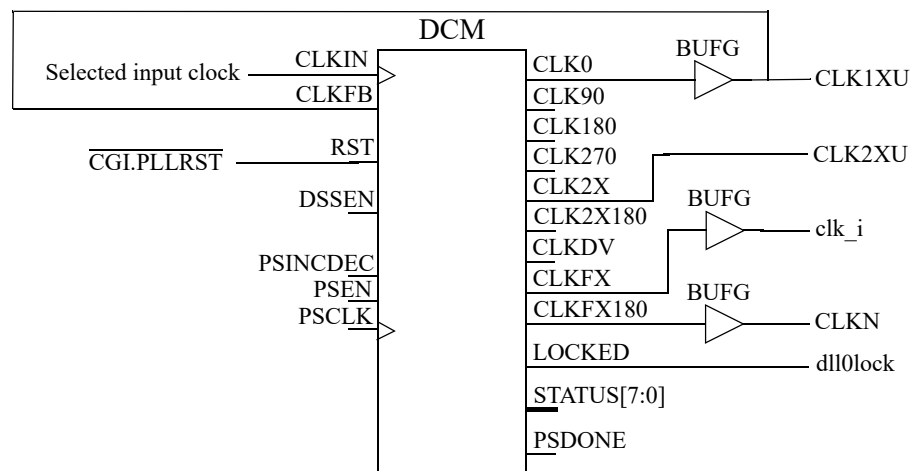 DCM
BUFG
Selected input clock
CLKIN
CLK0
CLK1XU
CLKFB
CLK90
CLK180
CGI.PLLRST
RST
CLK270
CLK2XU
DSSEN
CLK2X
BUFG
CLK2X180
clk_i
CLKDV
PSINCDEC
CLKFX
PSEN
BUFG
PSCLK
CLKFX180
CLKN
LOCKED
dll0lock
STATUS[7:0]
PSDONE